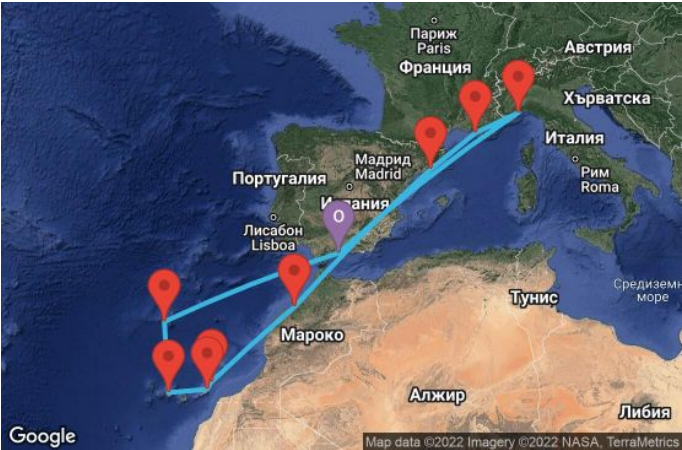 Париж
Paris
Австрия
Франция
Хърватска
Италия
Мадрид
Madrid
Рим
Roma
Португалия
Испания
O
Лисабон
Lisboa
Средиземн
море
Тунис
Мароко
Алжир
Либия
Google
Map data ©2022 Imagery ©2022 NASA, TerraMetrics